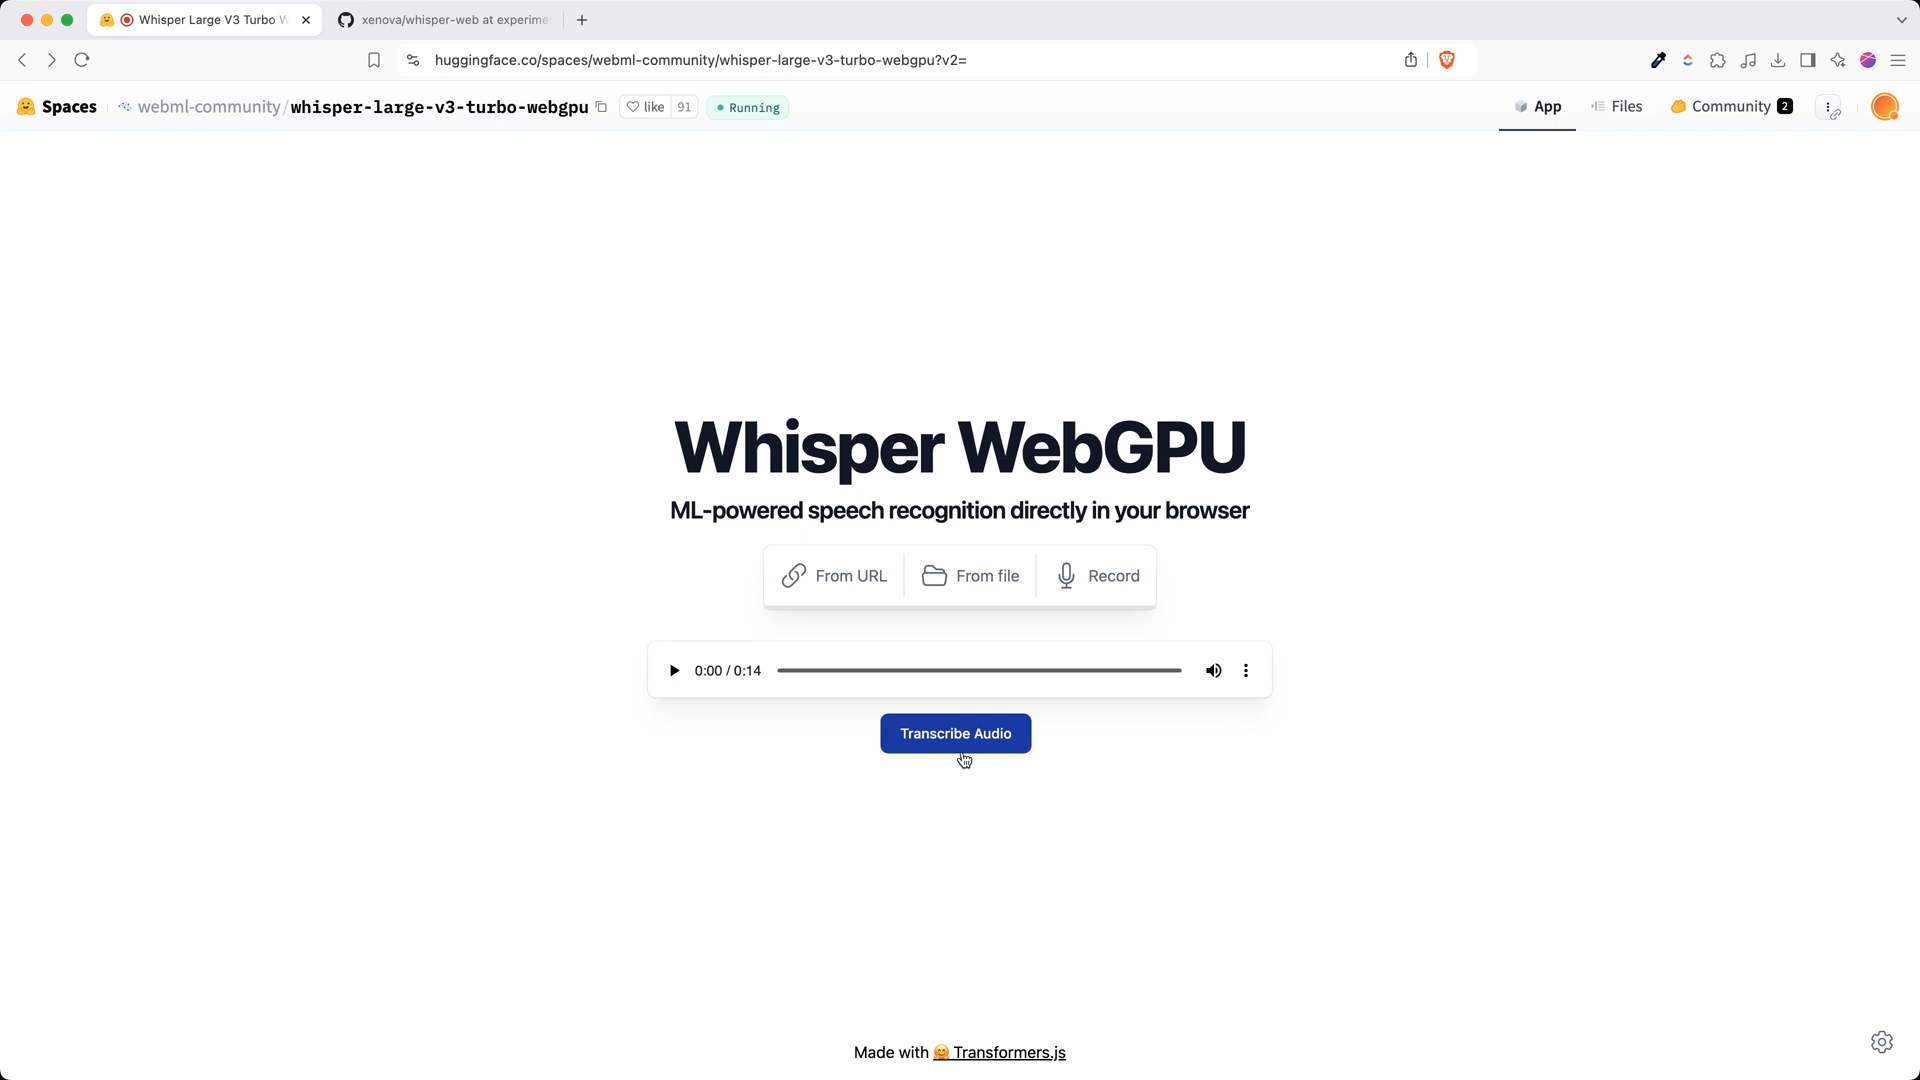 Whisper Large V3 Turbo W
xenova/whisper-web at experime
huggingface.co/spaces/webml-community/whisper-large-v3-turbo-webgpu?v2=
Spaces
webml-community/whisper-large-v3-turbo-webgpu
like 91
Running
App
Files
Community 2
Whisper WebGPU
ML-powered speech recognition directly in your browser
From URL
From file
Record
0:00 / 0:14
Transcribe Audio
Made with 🤗 Transformers.js